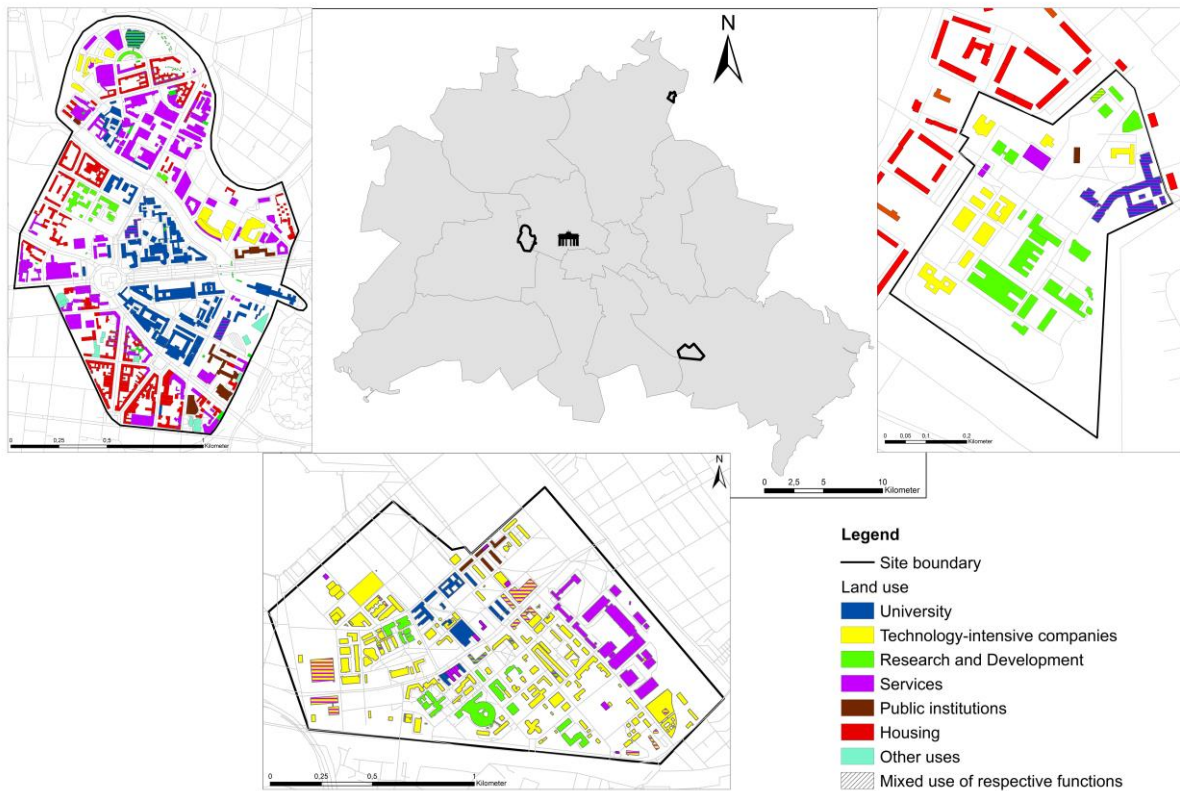 N
0 0.25 0.5 1
Kilometer
0 2,5 5 10
Kilometer
0 0,05 0,1 0,2
Kilometer
N
0 0,25 0,5 1
Kilometer
Legend
Site boundary
Land use
University
Technology-intensive companies
Research and Development
Services
Public institutions
Housing
Other uses
Mixed use of respective functions